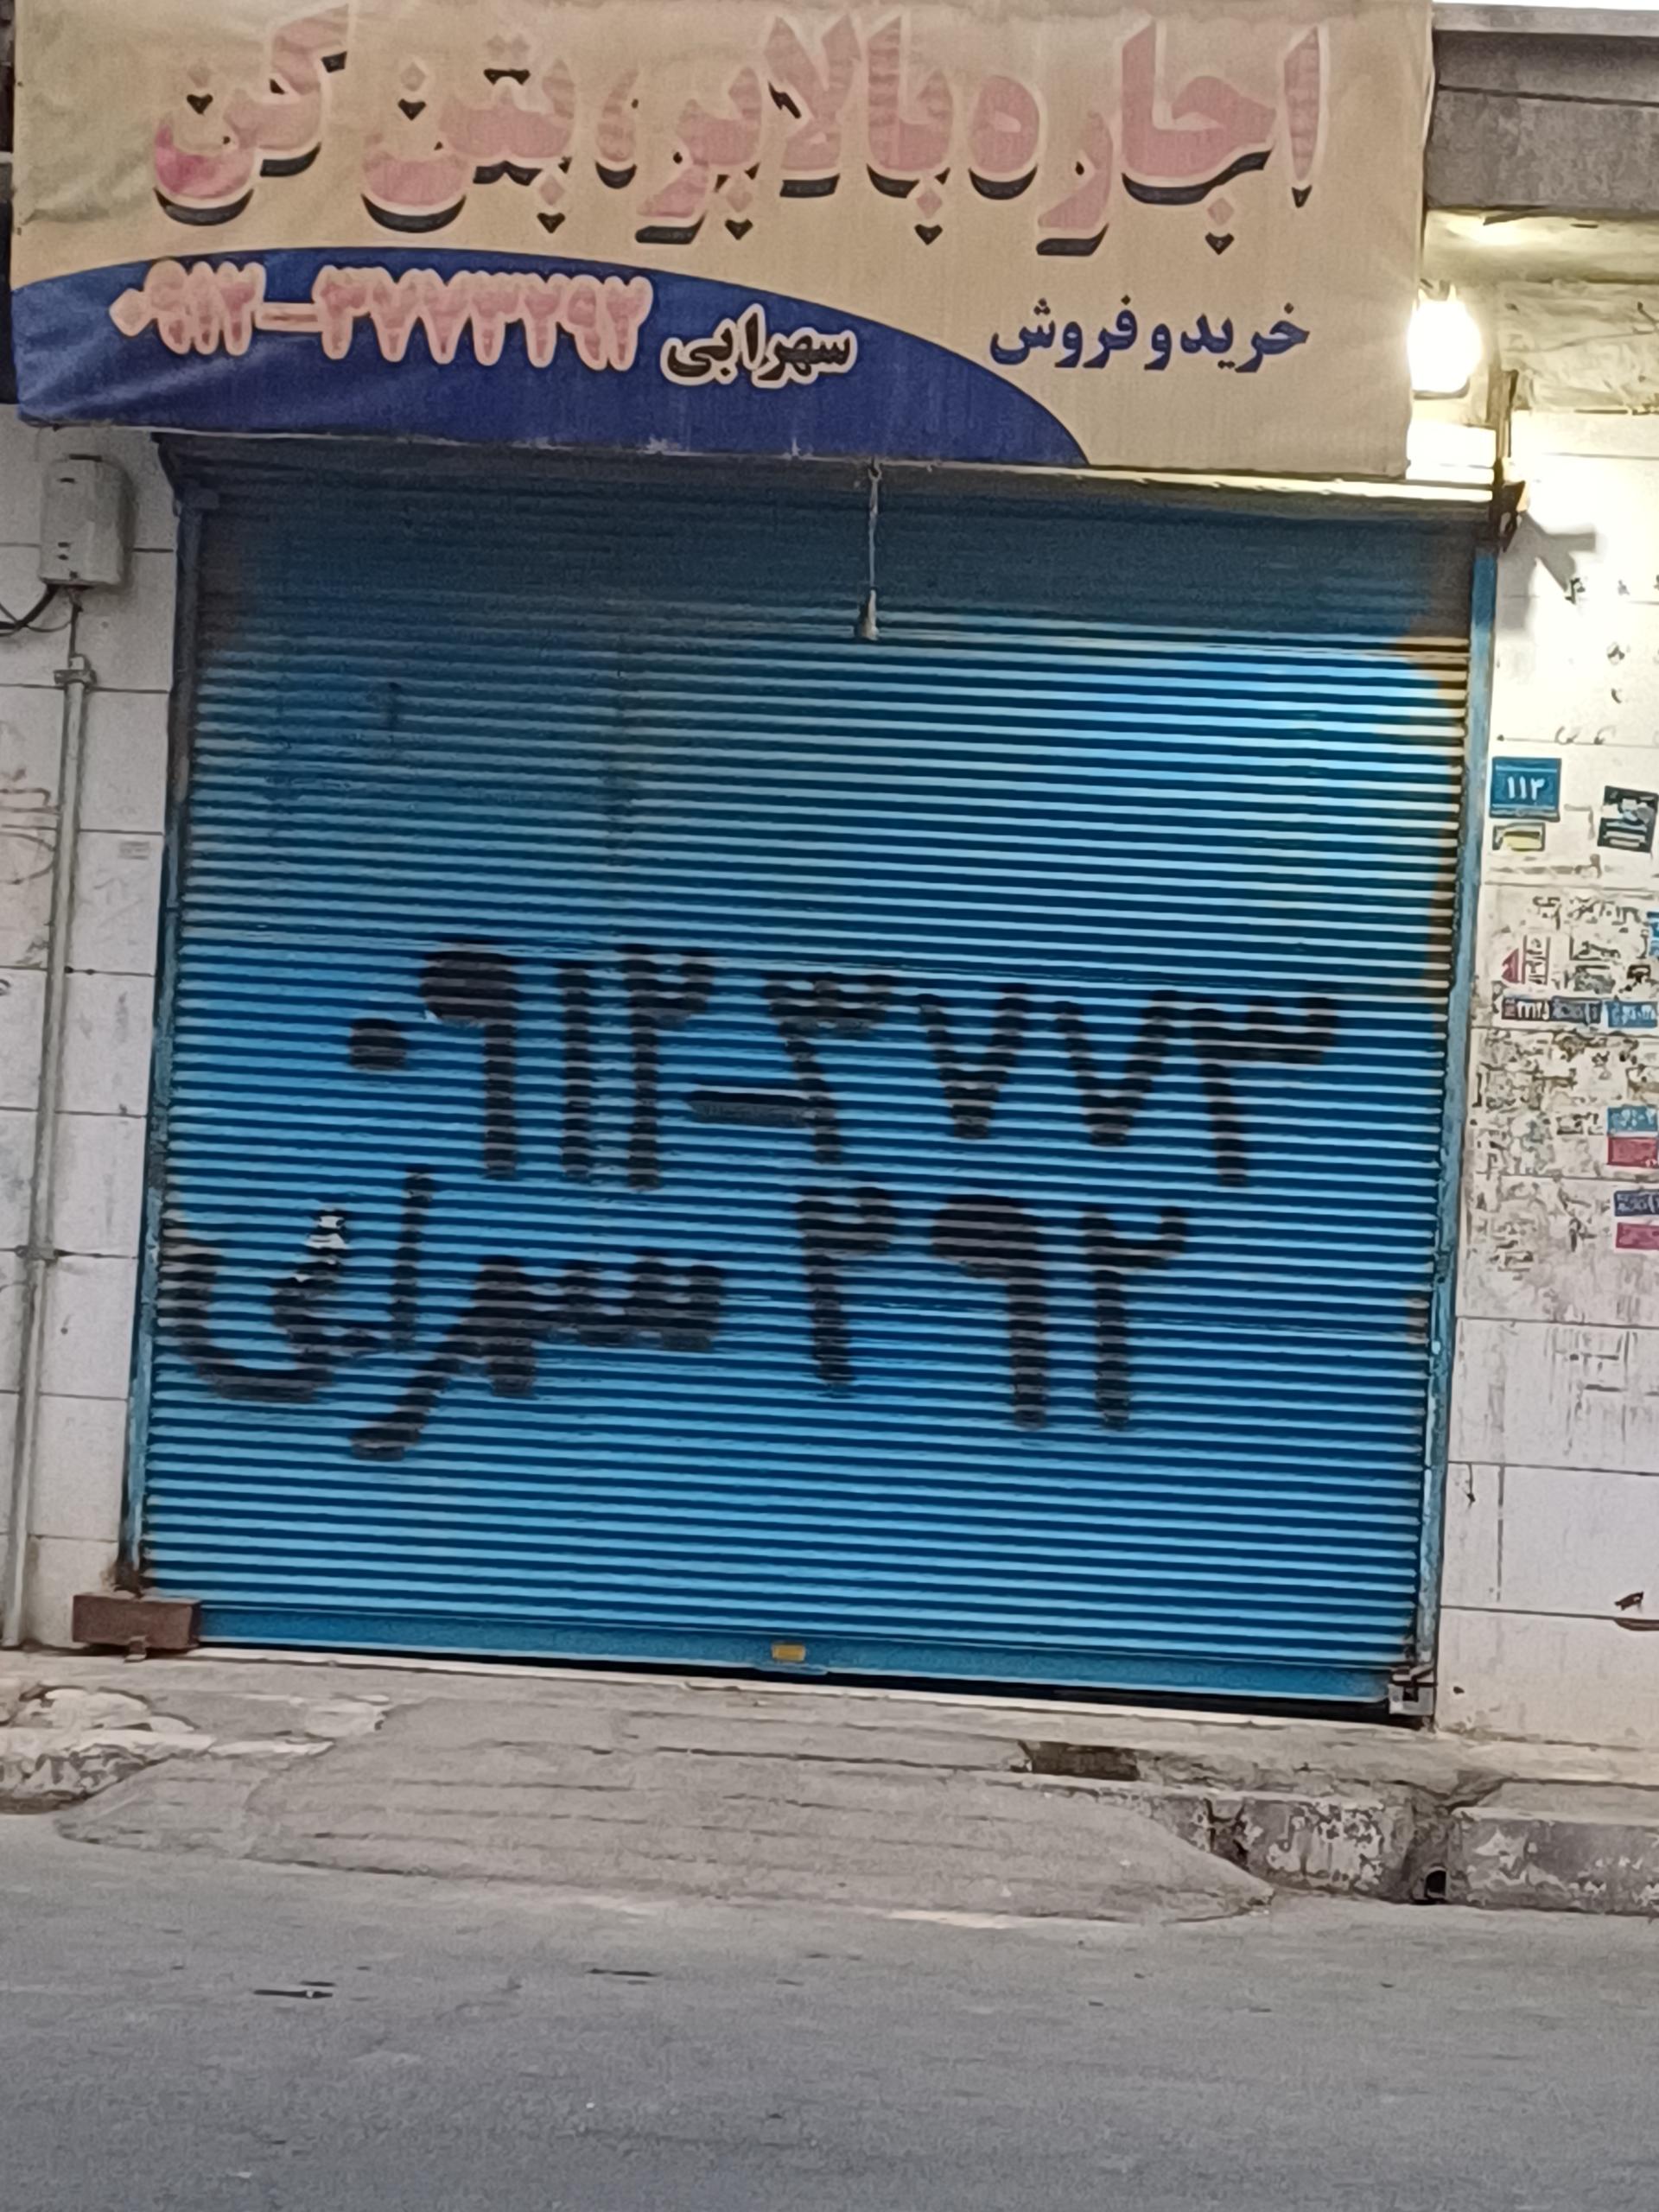 اجاره بالابر، بتن کن
خرید و فروش
سهرابی ۰۹۱۲-۳۷۷۳۲۹۲
۰۹۱۲-۳۷۷۳
۲۹۲ سهرابی
۱۱۳